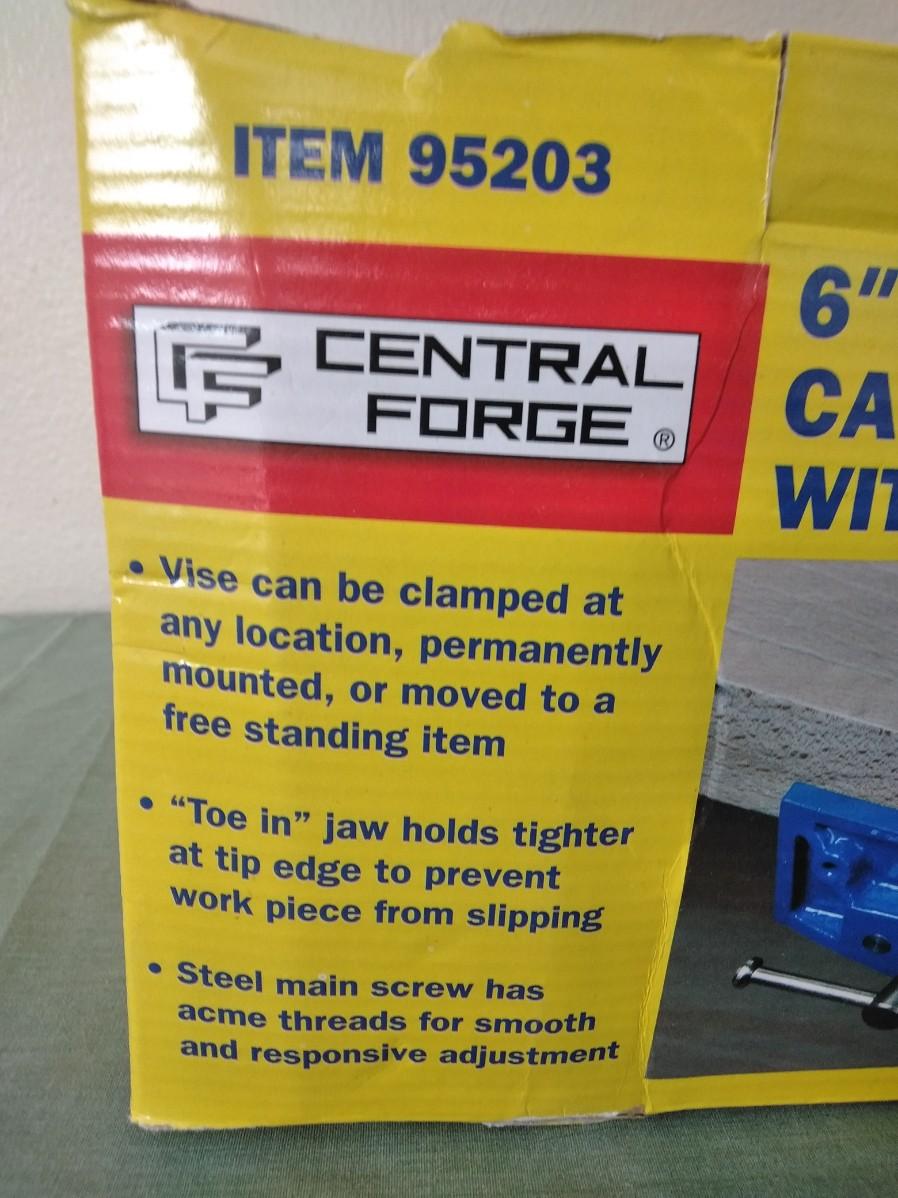 ITEM 95203
CENTRAL
FORGE ®
• Vise can be clamped at
any location, permanently
mounted, or moved to a
free standing item
• “Toe in” jaw holds tighter
at tip edge to prevent
work piece from slipping
• Steel main screw has
acme threads for smooth
and responsive adjustment
6"
CA
WIT